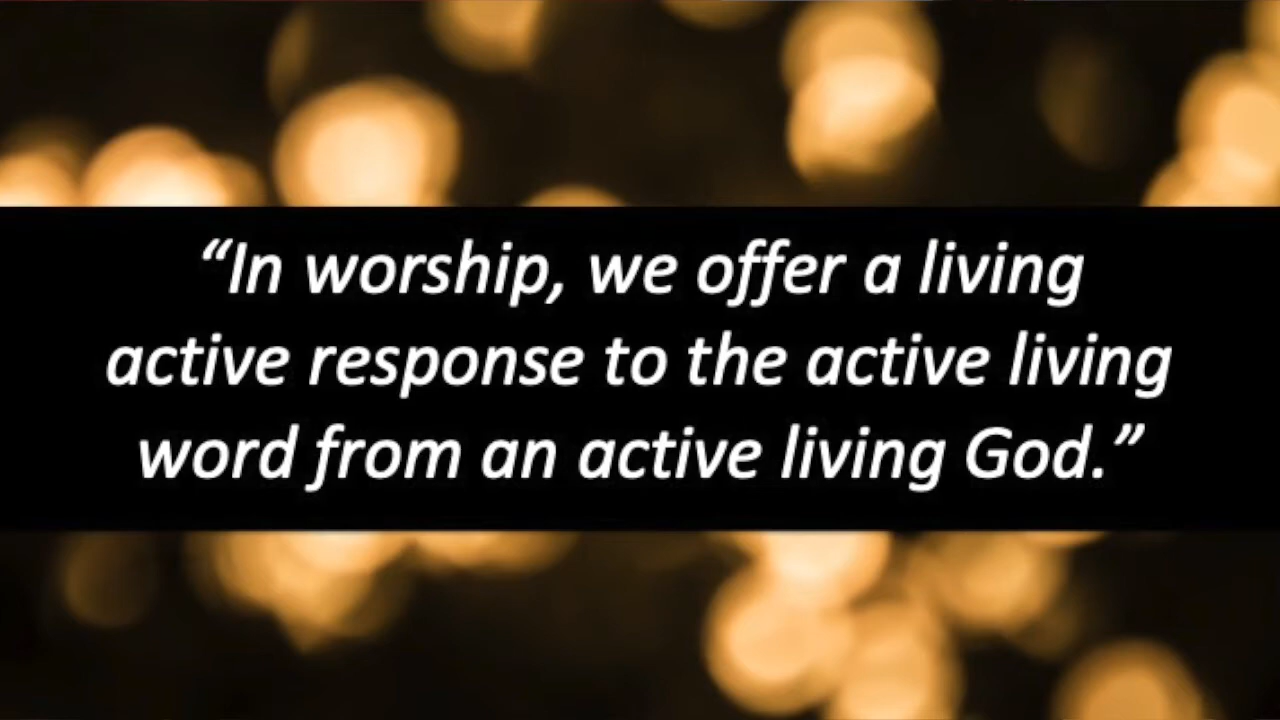 “In worship, we offer a living
active response to the active living
word from an active living God.”